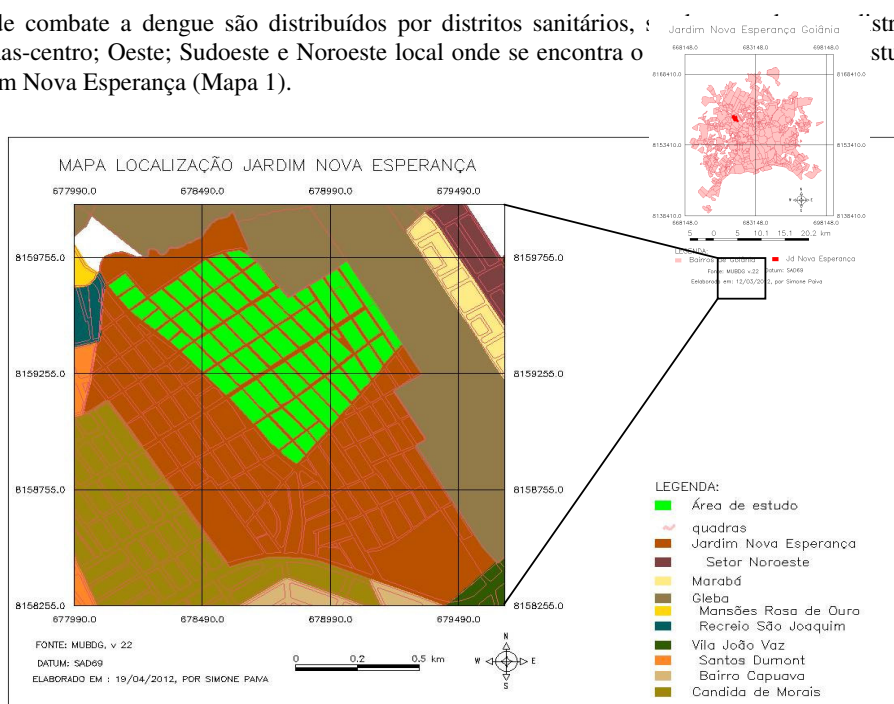 de combate a dengue são distribuídos por distritos sanitários,
as-centro; Oeste; Sudoeste e Noroeste local onde se encontra o
m Nova Esperança (Mapa 1).
Jardim Nova Esperança Goiânia
668148.0 683148.0 698148.0
8168410.0 8168410.0
8153410.0 8153410.0
8138410.0 8138410.0
668148.0 683148.0 698148.0
5 0 5 10.1 15.1 20.2 km
LEGENDA:
Bairros de Goiânia Jd Nova Esperança
Fonte: MUBDG v.22 Datum: SAD69
Eelaborado em: 12/03/2012, por Simone Paiva
MAPA LOCALIZAÇÃO JARDIM NOVA ESPERANÇA
677990.0 678490.0 678990.0 679490.0
8159755.0 8159755.0
8159255.0 8159255.0
8158755.0 8158755.0
8158255.0 8158255.0
677990.0 678490.0 678990.0 679490.0
FONTE: MUBDG, v 22
DATUM: SAD69
ELABORADO EM : 19/04/2012, POR SIMONE PAIVA
0 0.2 0.5 km
N
W E
S
LEGENDA:
Área de estudo
quadras
Jardim Nova Esperança
Setor Noroeste
Marabá
Gleba
Mansões Rosa de Ouro
Recreio São Joaquim
Vila João Vaz
Santos Dumont
Bairro Capuava
Candida de Morais